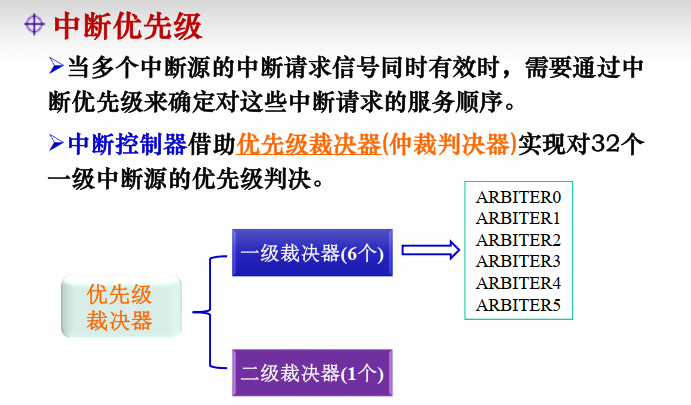 中断优先级
➢当多个中断源的中断请求信号同时有效时，需要通过中
断优先级来确定对这些中断请求的服务顺序。
➢中断控制器借助优先级裁决器(仲裁判决器)实现对32个
一级中断源的优先级判决。
ARBITER0
ARBITER1
ARBITER2
ARBITER3
ARBITER4
ARBITER5
一级裁决器(6个)
优先级
裁决器
二级裁决器(1个)